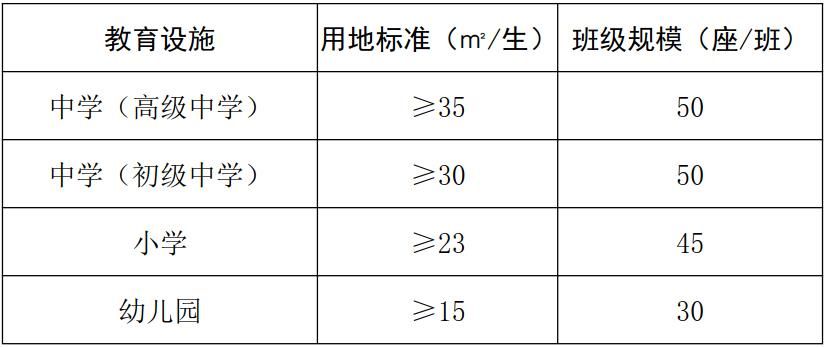 教育设施 用地标准（㎡/生） 班级规模（座/班）
中学（高级中学） ≥35 50
中学（初级中学） ≥30 50
小学 ≥23 45
幼儿园 ≥15 30